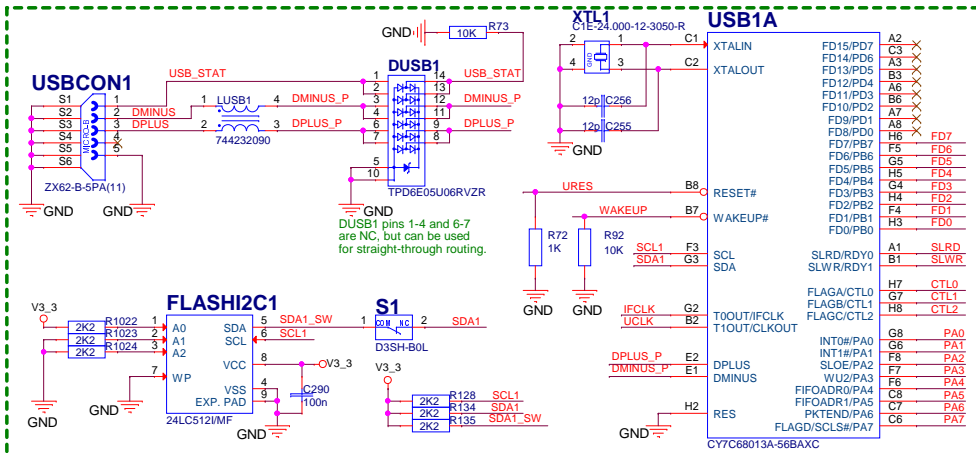 USBCON1
S1
S2
S3
S4
S5
S6
MICRO-B
1
2
3
4
5
USB_STAT
DMINUS
DPLUS
ZX62-B-5PA(11)
GND
GND
1
LUSB1
4
2
3
744232090
DMINUS_P
DPLUS_P
GND
10K
R73
DUSB1
1
2
3
4
6
7
5
10
14
13
12
11
9
8
USB_STAT
DMINUS_P
DPLUS_P
TPD6E05U06RVZR
GND
DUSB1 pins 1-4 and 6-7
are NC, but can be used
for straight-through routing.
XTL1
C1E-24.000-12-3050-R
2
1
4
3
GND
12p
C256
12p
C255
GND
URES
WAKEUP
R72
1K
R92
10K
GND
GND
SCL1
SDA1
IFCLK
UCLK
DPLUS_P
DMINUS_P
GND
USB1A
C1
XTALIN
C2
XTALOUT
B8
RESET#
B7
WAKEUP#
F3
SCL
G3
SDA
G2
T0OUT/IFCLK
B2
T1OUT/CLKOUT
E2
DPLUS
E1
DMINUS
H2
RES
FD15/PD7 A2
FD14/PD6 C3
FD13/PD5 A3
FD12/PD4 B3
FD11/PD3 A6
FD10/PD2 B6
FD9/PD1 A7
FD8/PD0 A8
FD7/PB7 H6 FD7
FD6/PB6 F5 FD6
FD5/PB5 G5 FD5
FD4/PB4 H5 FD4
FD3/PB3 G4 FD3
FD2/PB2 H4 FD2
FD1/PB1 F4 FD1
FD0/PB0 H3 FD0
SLRD/RDY0 A1 SLRD
SLWR/RDY1 B1 SLWR
FLAGA/CTL0 H7 CTL0
FLAGB/CTL1 G7 CTL1
FLAGC/CTL2 H8 CTL2
INT0#/PA0 G8 PA0
INT1#/PA1 G6 PA1
SLOE/PA2 F8 PA2
WU2/PA3 F7 PA3
FIFOADR0/PA4 F6 PA4
FIFOADR1/PA5 C8 PA5
PKTEND/PA6 C7 PA6
FLAGD/SCLS#/PA7 C6 PA7
CY7C68013A-56BAXC
V3_3
2K2
R1022
2K2
R1023
2K2
R1024
GND
GND
FLASHI2C1
1
A0
2
A1
3
A2
7
WP
SDA
5
SCL
6
VCC
8
VSS
4
EXP. PAD
9
24LC512I/MF
SDA1_SW
SCL1
V3_3
C290
100n
GND
S1
1
COM
NC
2
SDA1
D3SH-B0L
V3_3
2K2
R128
SCL1
2K2
R134
SDA1
2K2
R135
SDA1_SW